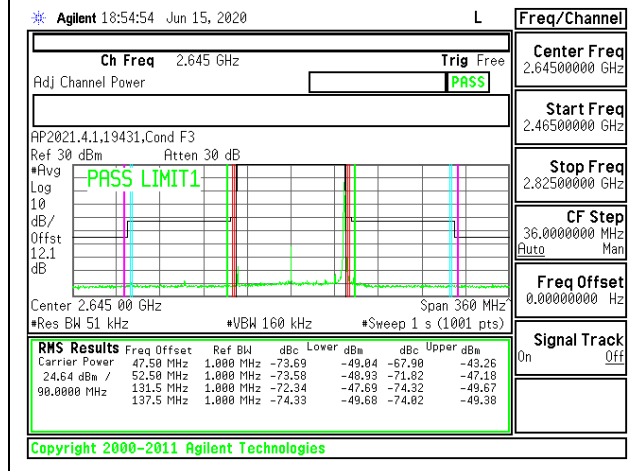 Agilent 18:54:54 Jun 15, 2020 L
Freq/Channel
Ch Freq 2.645 GHz Trig Free
Adj Channel Power PASS
Center Freq
2.64500000 GHz
Start Freq
2.46500000 GHz
AP2021.4.1,19431,Cond F3
Ref 30 dBm Atten 30 dB
#Avg
Log
10
dB/
Offst
12.1
dB
PASS LIMIT1
Stop Freq
2.82500000 GHz
CF Step
36.0000000 MHz
Auto Man
Freq Offset
0.00000000 Hz
Center 2.645 00 GHz Span 360 MHz^
#Res BW 51 kHz #VBW 160 kHz #Sweep 1 s (1001 pts)
Signal Track
On Off
RMS Results Freq Offset Ref BW dBc Lower dBm dBc Upper dBm
Carrier Power 47.50 MHz 1.000 MHz -73.69 -49.04 -67.90 -43.26
24.64 dBm / 52.50 MHz 1.000 MHz -73.58 -48.93 -71.82 -47.18
90.0000 MHz 131.5 MHz 1.000 MHz -72.34 -47.69 -74.32 -49.67
137.5 MHz 1.000 MHz -74.33 -49.68 -74.02 -49.38
Copyright 2000-2011 Agilent Technologies